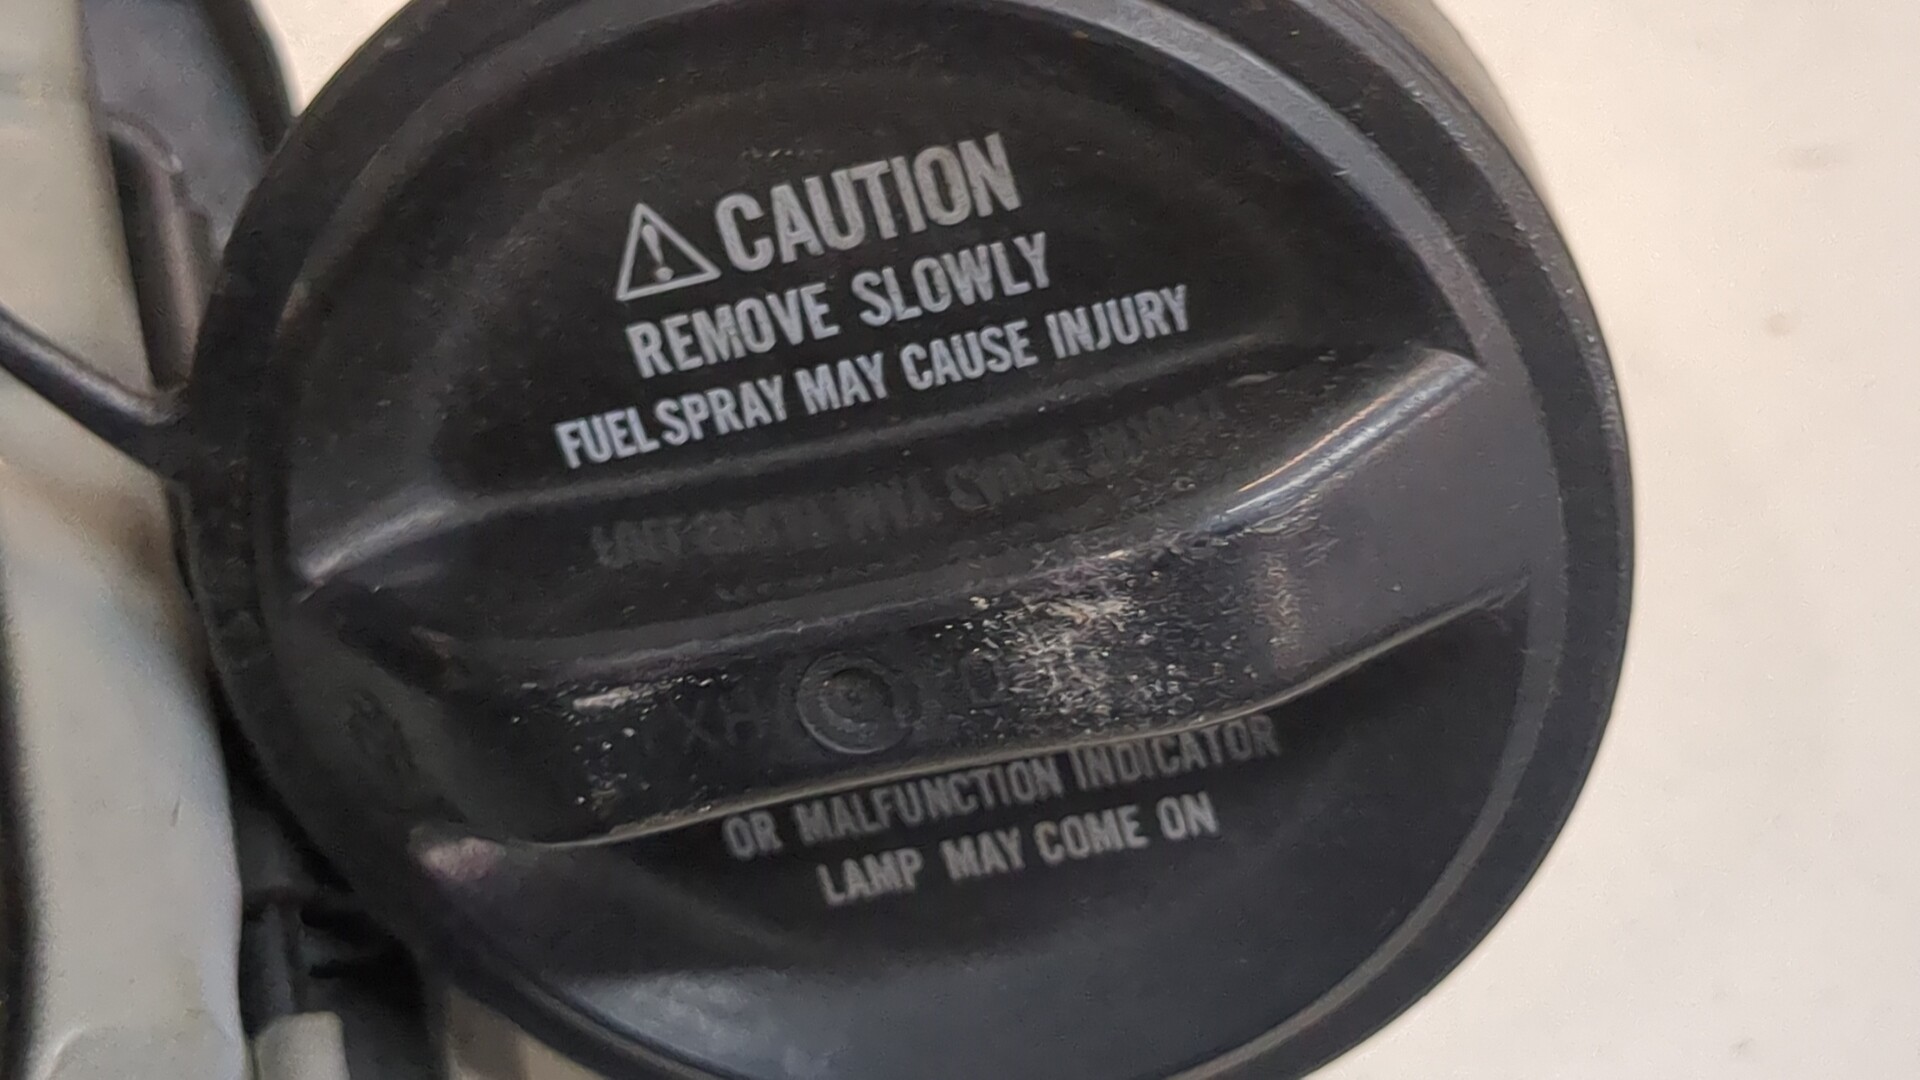 CAUTION
REMOVE SLOWLY
FUEL SPRAY MAY CAUSE INJURY
OR MALFUNCTION INDICATOR
LAMP MAY COME ON